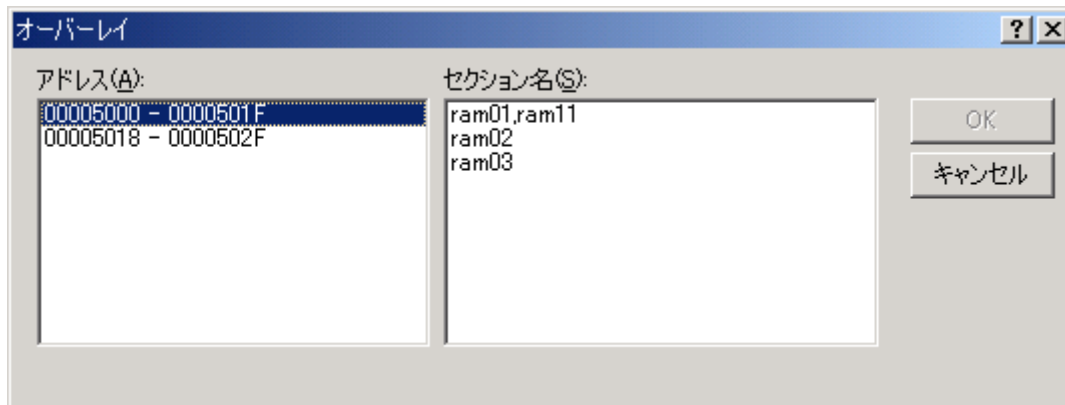 オーバーレイ
アドレス(A):
00005000 - 0000501F
00005018 - 0000502F
セクション名(S):
ram01,ram11
ram02
ram03
OK
キャンセル